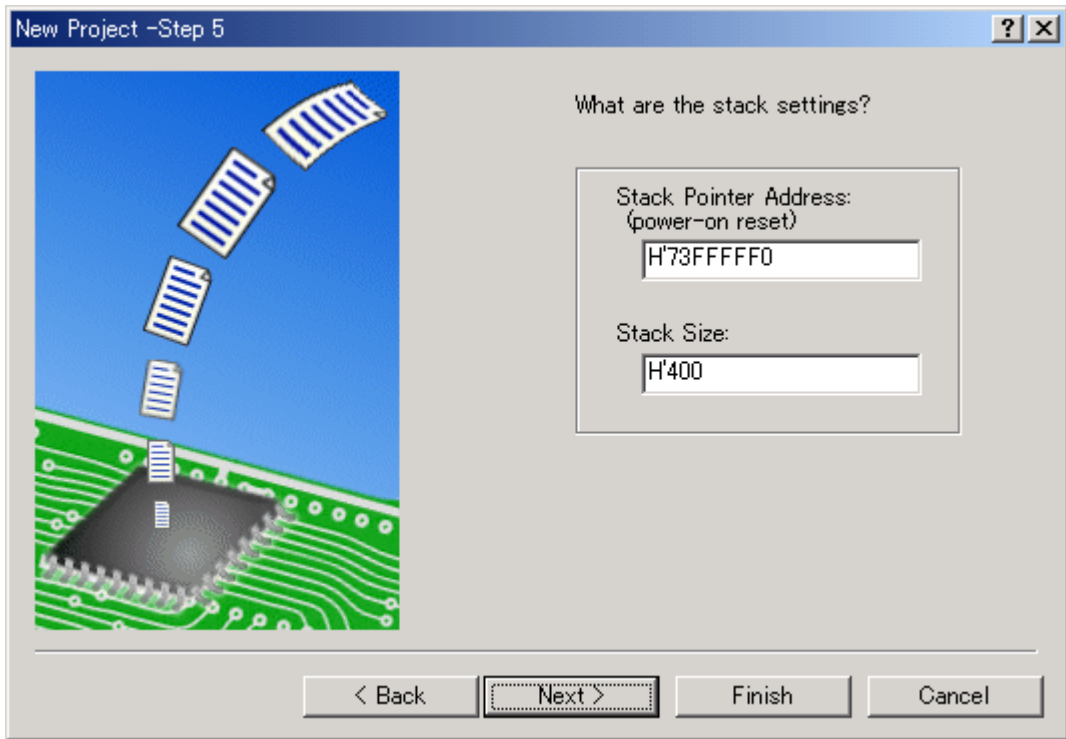 New Project -Step 5
What are the stack settings?
Stack Pointer Address:
(power-on reset)
H'73FFFFF0
Stack Size:
H'400
< Back
Next >
Finish
Cancel